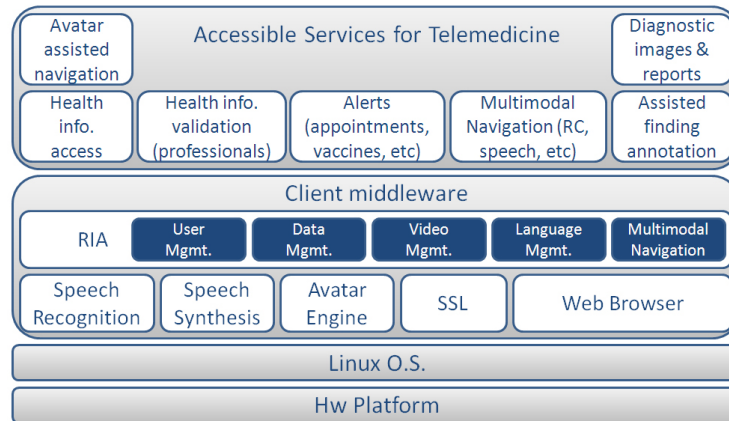 Avatar
assisted
navigation
Accessible Services for Telemedicine
Diagnostic
images &
reports
Health
info.
access
Health info.
validation
(professionals)
Alerts
(appointments,
vaccines, etc)
Multimodal
Navigation (RC,
speech, etc)
Assisted
finding
annotation
Client middleware
RIA
User
Mgmt.
Data
Mgmt.
Video
Mgmt.
Language
Mgmt.
Multimodal
Navigation
Speech
Recognition
Speech
Synthesis
Avatar
Engine
SSL
Web Browser
Linux O.S.
Hw Platform